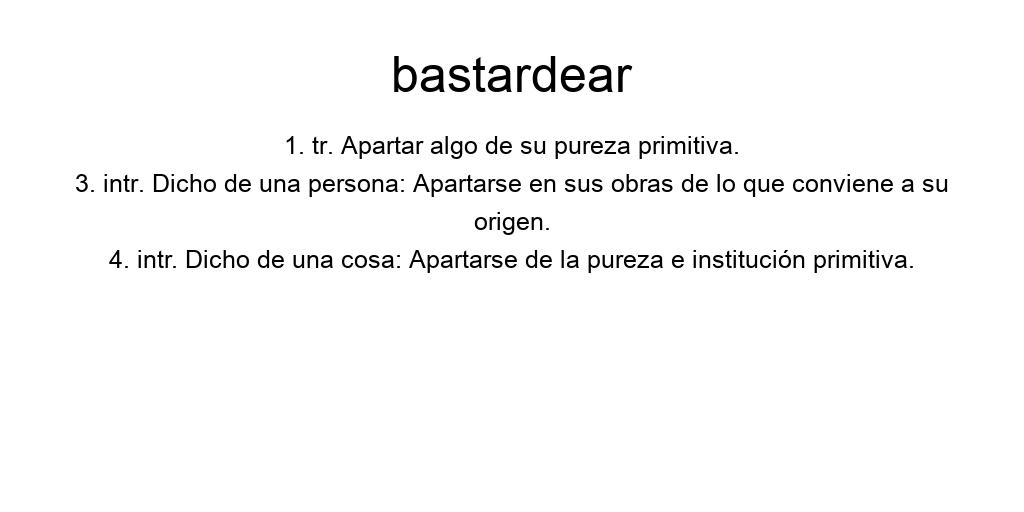 bastardear
1. tr. Apartar algo de su pureza primitiva.
3. intr. Dicho de una persona: Apartarse en sus obras de lo que conviene a su
origen.
4. intr. Dicho de una cosa: Apartarse de la pureza e institución primitiva.